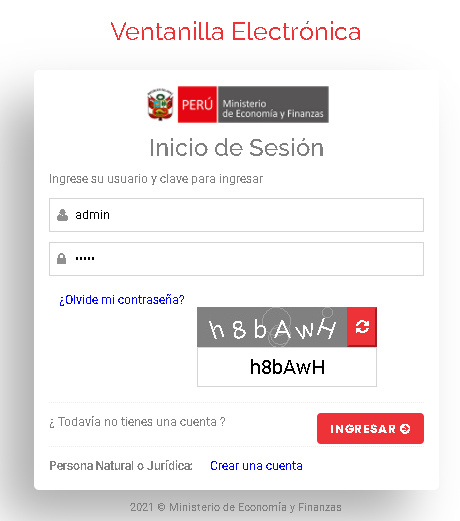 Ventanilla Electrónica
PERÚ
Ministerio
de Economía y Finanzas
Inicio de Sesión
Ingrese su usuario y clave para ingresar
admin
•••••
¿Olvide mi contraseña?
h8bAwH
h8bAwH
¿ Todavía no tienes una cuenta ?
INGRESAR
Persona Natural o Jurídica: Crear una cuenta
2021 © Ministerio de Economía y Finanzas